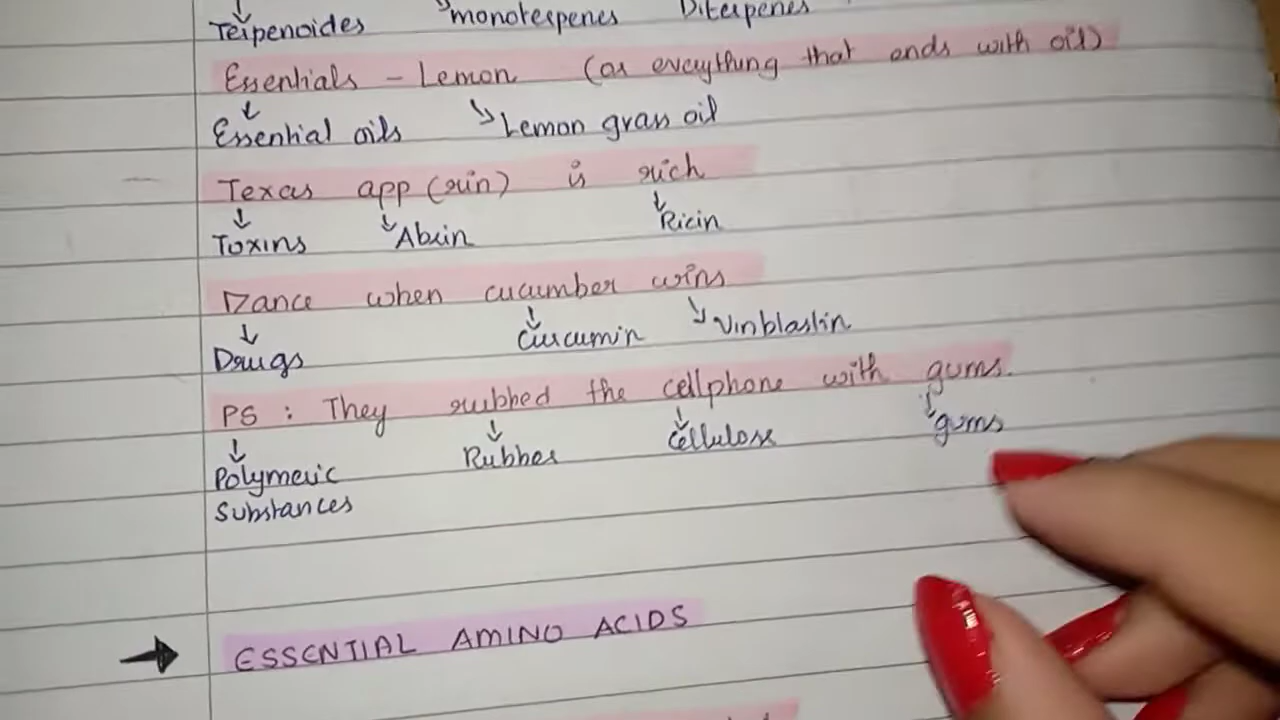 Terpenoides monoterpenes Diterpenes
Essentials - Lemon (or everything that ends with oil)
↓ ↘
Essential oils Lemon grass oil
Texas app(rin) is rich
↓ ↓ ↓
Toxins Abrin Ricin
Dance when cucumber wins
↓ ↓ ↘
Drugs Curcumin Vinblastin
PS : They rubbed the cellphone with gums.
↓ ↓ ↓ ↓
Polymeric Rubber Cellulose gums
Substances
→ ESSENTIAL AMINO ACIDS